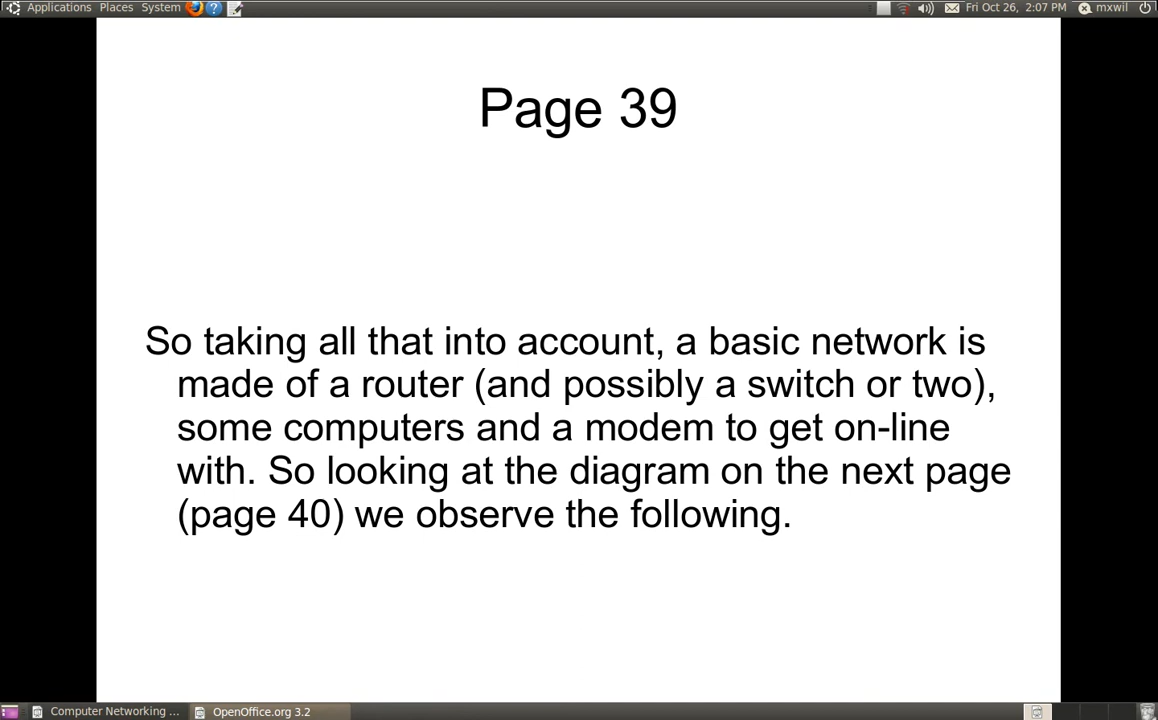 Applications Places System
Fri Oct 26, 2:07 PM mxwil
Page 39
So taking all that into account, a basic network is
made of a router (and possibly a switch or two),
some computers and a modem to get on-line
with. So looking at the diagram on the next page
(page 40) we observe the following.
Computer Networking ... OpenOffice.org 3.2